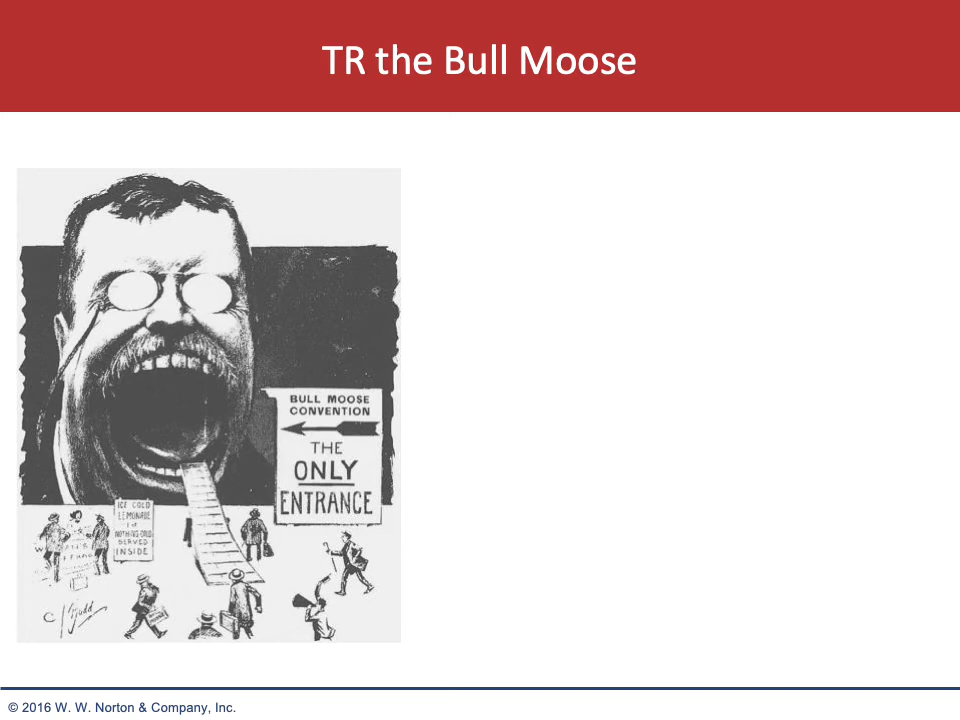 TR the Bull Moose
BULL MOOSE
CONVENTION
THE
ONLY
ENTRANCE
ICE COLD
LEMONADE
NOTHING COLD
SERVED
INSIDE
© 2016 W. W. Norton & Company, Inc.